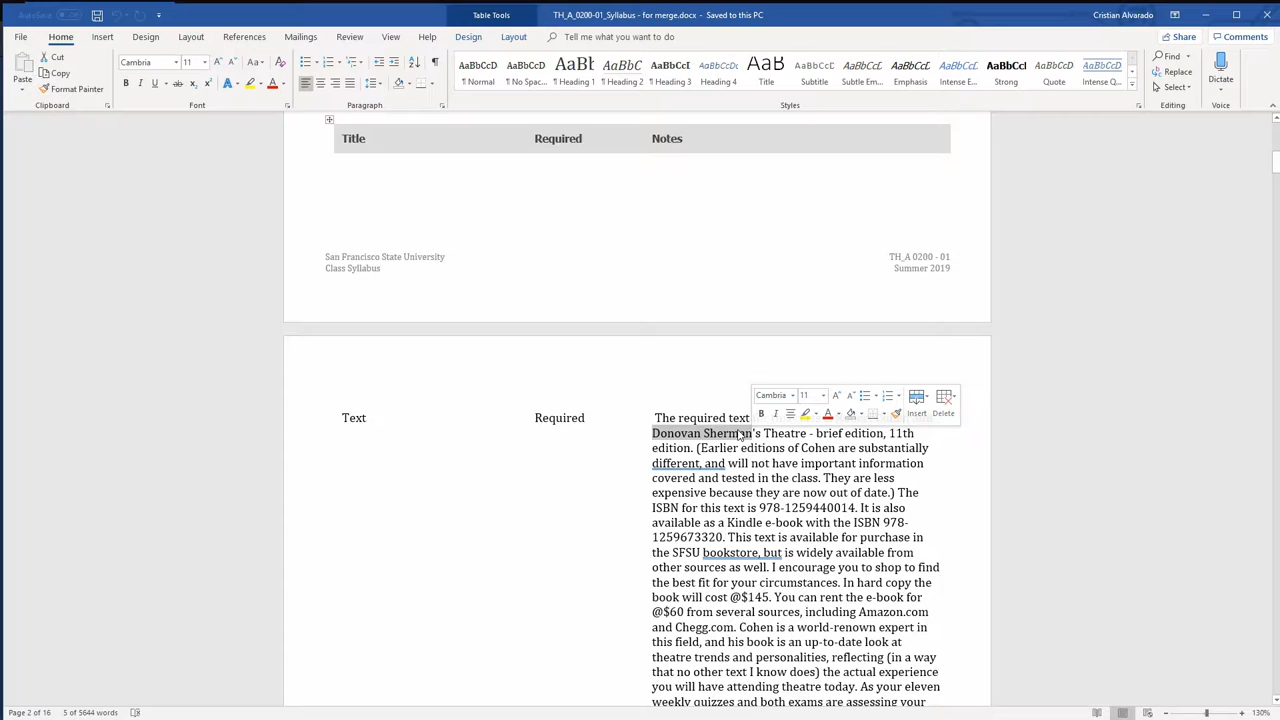 AutoSave Off
Table Tools
TH_A_0200-01_Syllabus - for merge.docx - Saved to this PC
Cristian Alvarado
File Home Insert Design Layout References Mailings Review View Help Design Layout Tell me what you want to do
Share Comments
Paste
Cut
Copy
Format Painter
Clipboard
Cambria 11
Font
Paragraph
AaBbCcD AaBbCcD AaBbC AaBbC AaBbCcI AaBbCcD AaB AaBbCcD AaBbCcDc AaBbCcDc AaBbCcDc AaBbCcI AaBbCcD AaBbCcDc
¶ Normal ¶ No Spac... Heading 1 ¶ Heading 2 ¶ Heading 3 Heading 4 Title Subtitle Subtle Em... Emphasis Intense E... Strong Quote Intense Q...
Styles
Find
Replace
Select
Editing
Dictate
Voice
Title Required Notes
San Francisco State University
Class Syllabus
TH_A 0200 - 01
Summer 2019
Cambria 11
Insert Delete
Text Required The required text
Donovan Sherman's Theatre - brief edition, 11th
edition. (Earlier editions of Cohen are substantially
different, and will not have important information
covered and tested in the class. They are less
expensive because they are now out of date.) The
ISBN for this text is 978-1259440014. It is also
available as a Kindle e-book with the ISBN 978-
1259673320. This text is available for purchase in
the SFSU bookstore, but is widely available from
other sources as well. I encourage you to shop to find
the best fit for your circumstances. In hard copy the
book will cost @$145. You can rent the e-book for
@$60 from several sources, including Amazon.com
and Chegg.com. Cohen is a world-renown expert in
this field, and his book is an up-to-date look at
theatre trends and personalities, reflecting (in a way
that no other text I know does) the actual experience
you will have attending theatre today. As your eleven
weekly quizzes and both exams are assessing your
Page 2 of 16 5 of 5644 words
130%